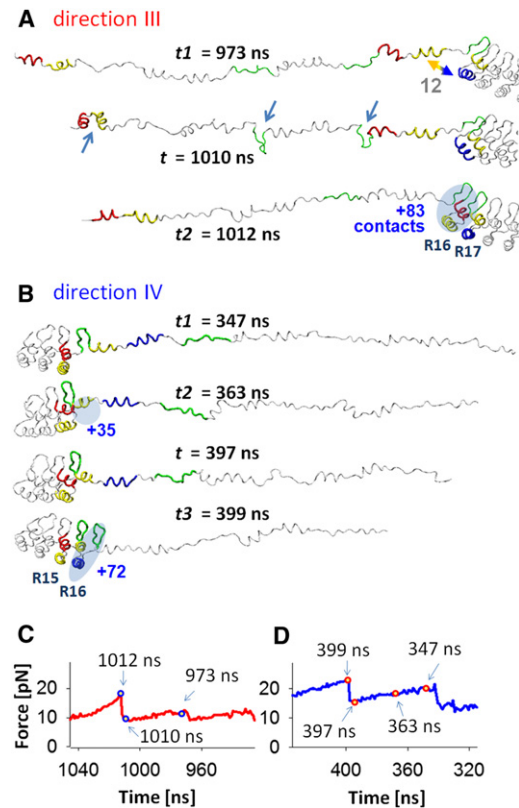 A direction III
t1 = 973 ns
12
t = 1010 ns
t2 = 1012 ns
+83
contacts
R16 R17
B direction IV
t1 = 347 ns
t2 = 363 ns
+35
t = 397 ns
t3 = 399 ns
R15
R16
+72
C
Force [pN]
20
10
0
1012 ns
973 ns
1010 ns
1040 1000 960
Time [ns]
D
20
10
0
399 ns
347 ns
397 ns
363 ns
400 360 320
Time [ns]